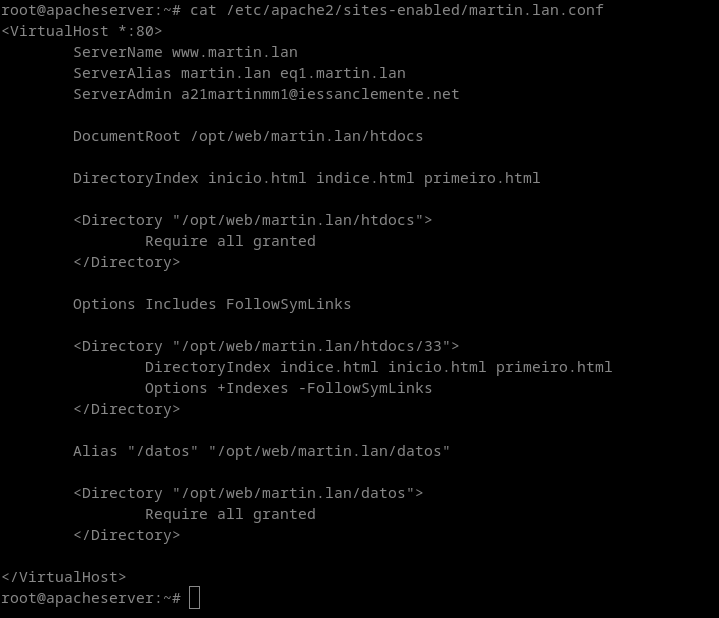 root@apacheserver:~# cat /etc/apache2/sites-enabled/martin.lan.conf
<VirtualHost *:80>
        ServerName www.martin.lan
        ServerAlias martin.lan eq1.martin.lan
        ServerAdmin a21martinmm1@iessanclemente.net

        DocumentRoot /opt/web/martin.lan/htdocs

        DirectoryIndex inicio.html indice.html primeiro.html

        <Directory "/opt/web/martin.lan/htdocs">
                Require all granted
        </Directory>

        Options Includes FollowSymLinks

        <Directory "/opt/web/martin.lan/htdocs/33">
                DirectoryIndex indice.html inicio.html primeiro.html
                Options +Indexes -FollowSymLinks
        </Directory>

        Alias "/datos" "/opt/web/martin.lan/datos"

        <Directory "/opt/web/martin.lan/datos">
                Require all granted
        </Directory>

</VirtualHost>
root@apacheserver:~#